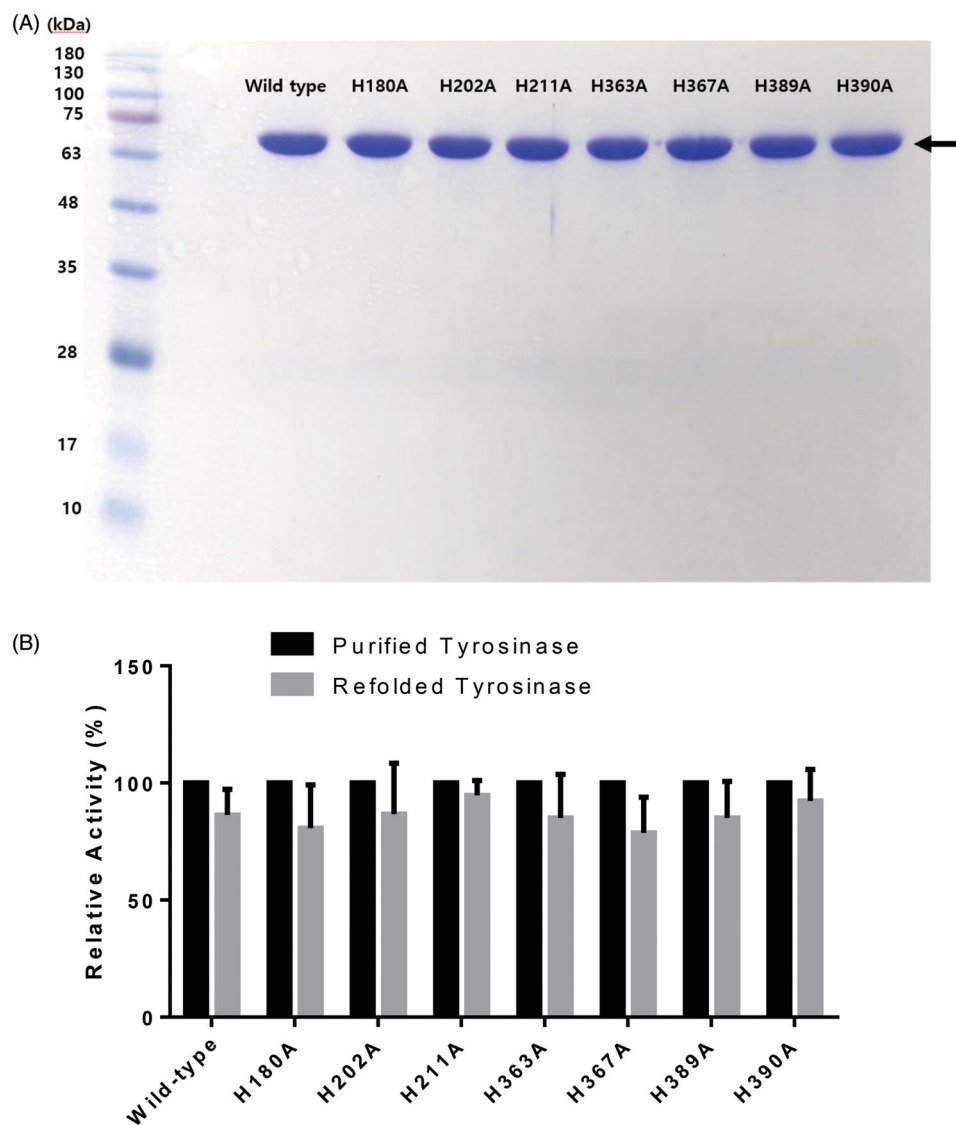 (A) (kDa)
180
130
100
75
63
48
35
28
17
10
Wild type H180A H202A H211A H363A H367A H389A H390A
(B)
Purified Tyrosinase
Refolded Tyrosinase
150
100
50
0
Relative Activity (%)
Wild-type H180A H202A H211A H363A H367A H389A H390A